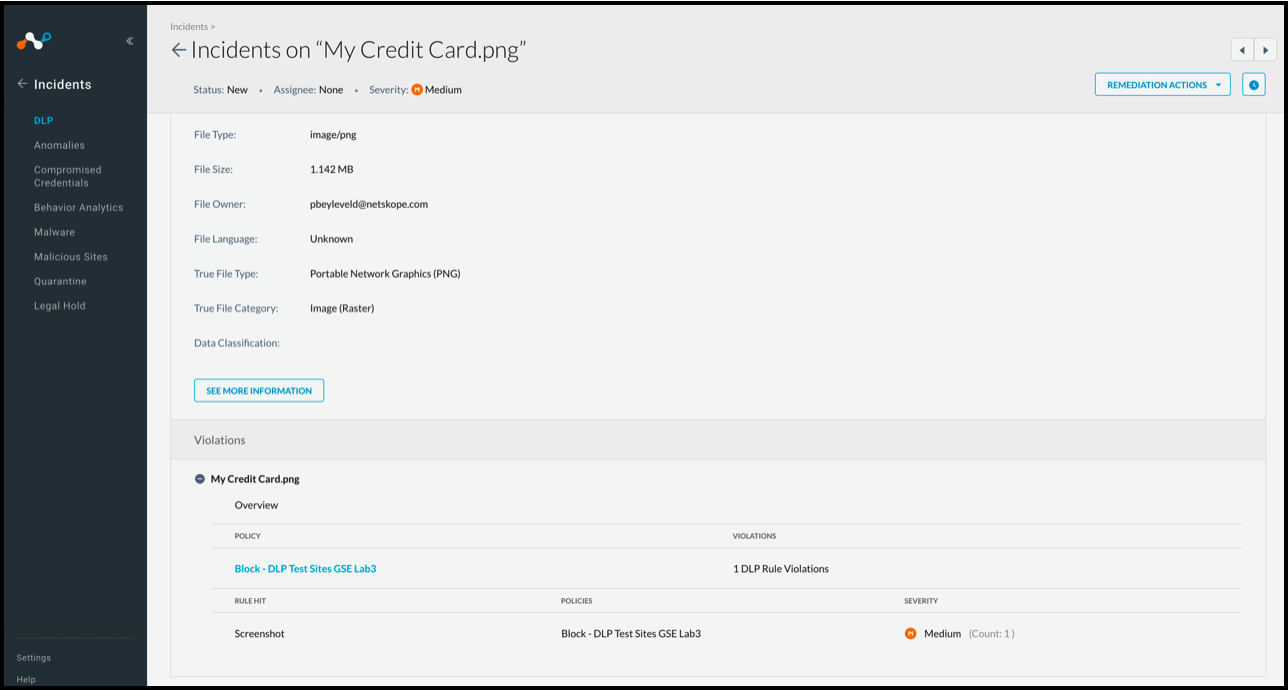 Incidents >
Incidents on “My Credit Card.png”
Status: New • Assignee: None • Severity: M Medium
REMEDIATION ACTIONS
Incidents
DLP
Anomalies
Compromised
Credentials
Behavior Analytics
Malware
Malicious Sites
Quarantine
Legal Hold
Settings
Help
File Type: image/png
File Size: 1.142 MB
File Owner: pbeyleveld@netskope.com
File Language: Unknown
True File Type: Portable Network Graphics (PNG)
True File Category: Image (Raster)
Data Classification:
SEE MORE INFORMATION
Violations
My Credit Card.png
Overview
POLICY VIOLATIONS
Block - DLP Test Sites GSE Lab3 1 DLP Rule Violations
RULE HIT POLICIES SEVERITY
Screenshot Block - DLP Test Sites GSE Lab3 M Medium (Count: 1 )